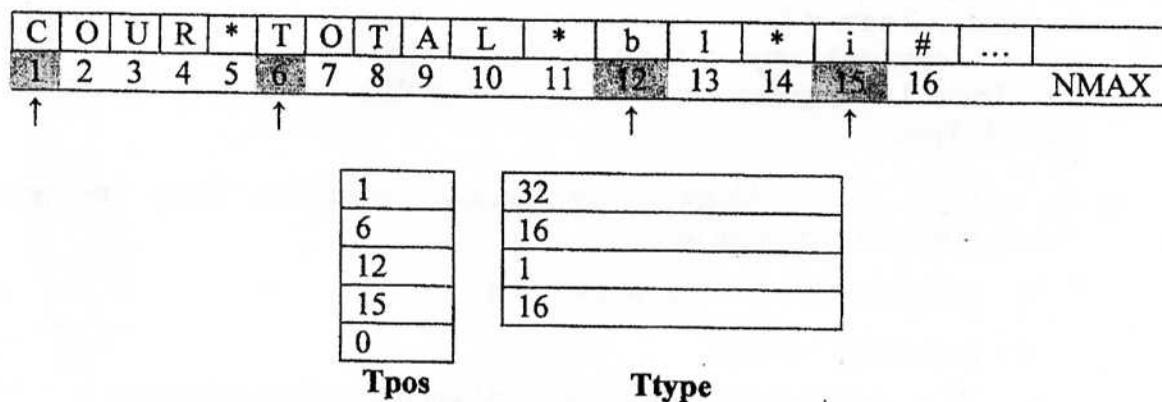 C O U R * T O T A L * b l * i # ...
1 2 3 4 5 6 7 8 9 10 11 12 13 14 15 16 NMAX
↑ ↑ ↑ ↑
1 32
6 16
12 1
15 16
0
Tpos Ttype